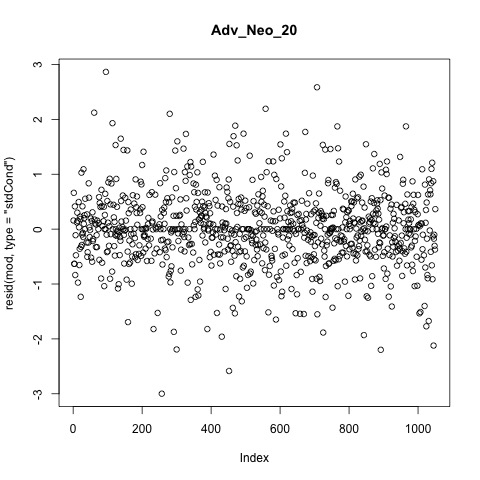 Adv_Neo_20
resid(mod, type = "stdCond")
3
2
1
0
-1
-2
-3
0 200 400 600 800 1000
Index